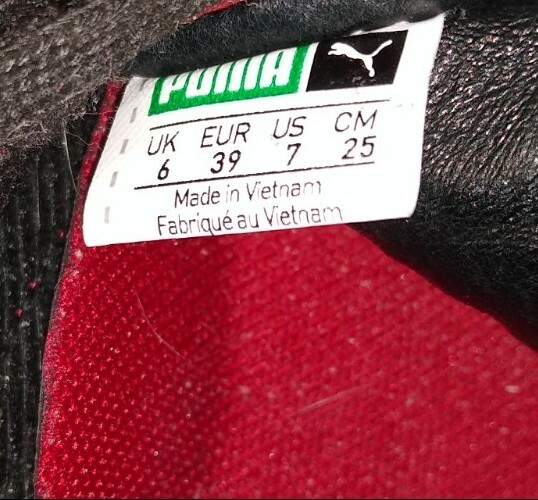 PUMA
UK EUR US CM
6 39 7 25
Made in Vietnam
Fabriqué au Vietnam